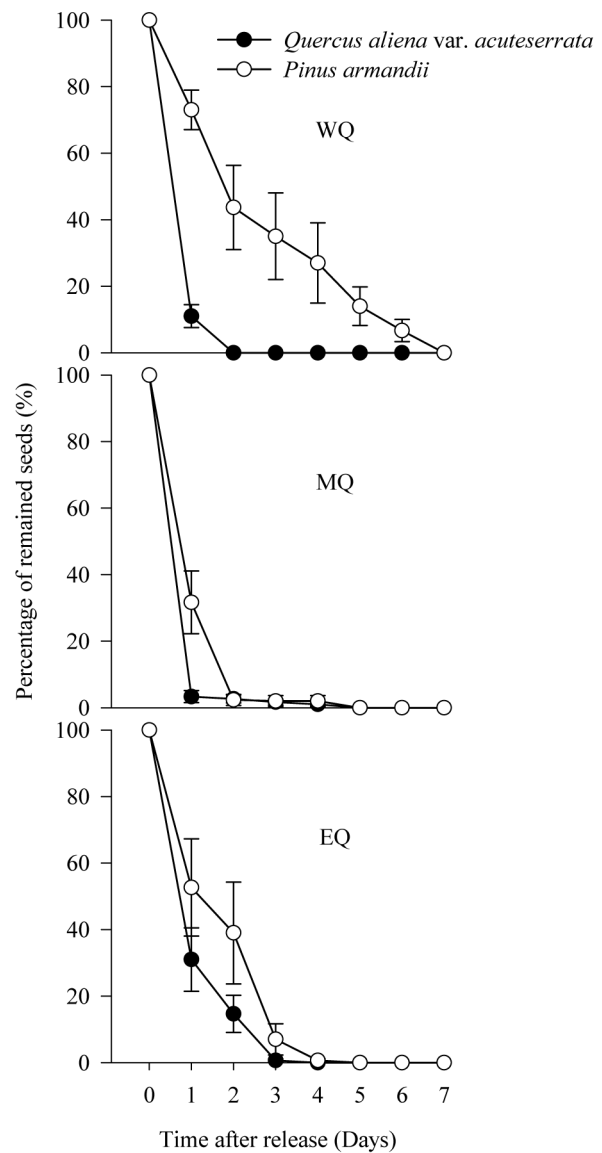 Quercus aliena var. acuteserrata
Pinus armandii
WQ
100
80
60
40
20
0
MQ
100
80
60
40
20
0
EQ
100
80
60
40
20
0
Percentage of remained seeds (%)
0 1 2 3 4 5 6 7
Time after release (Days)